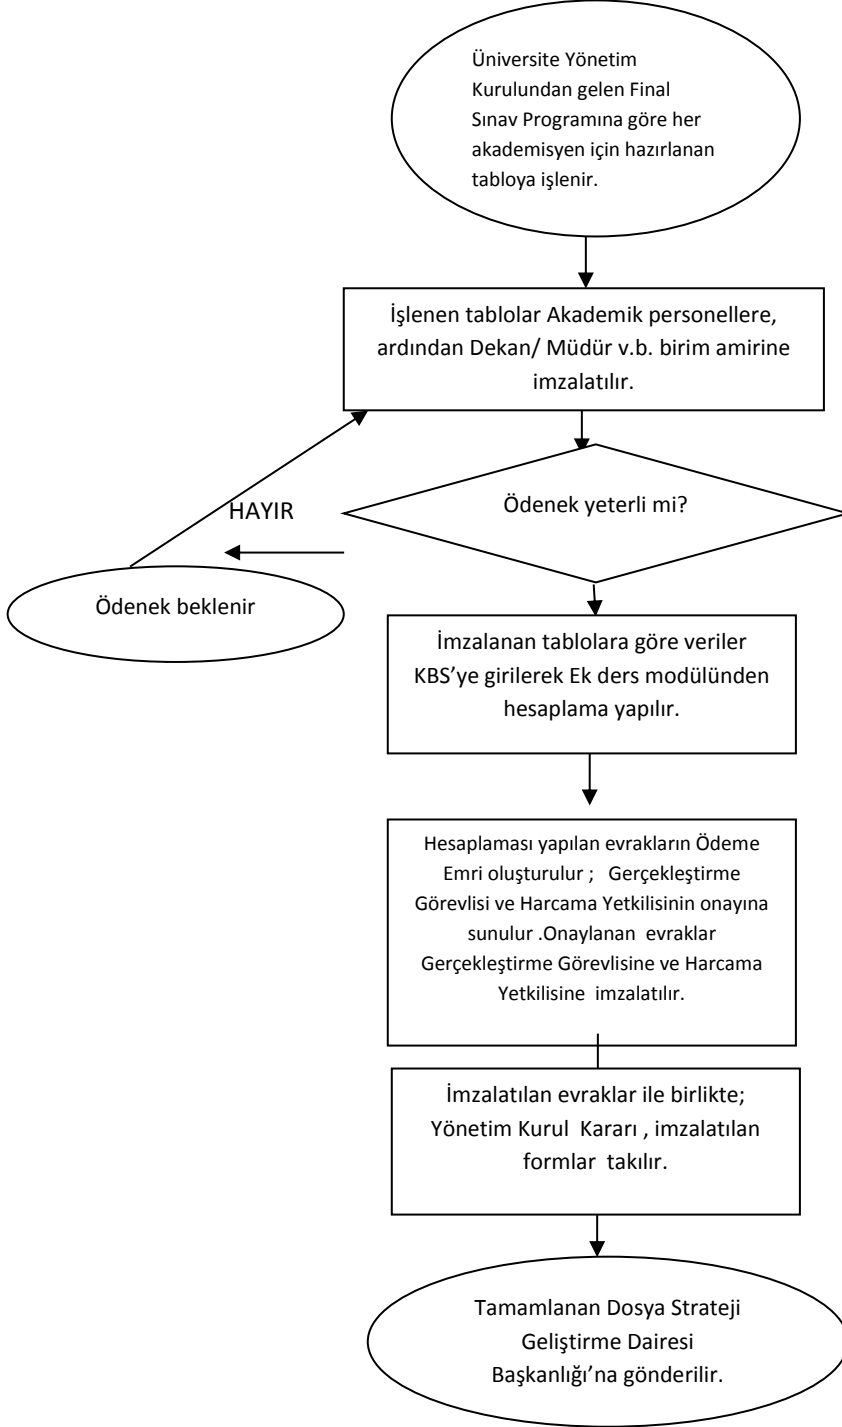 Üniversite Yönetim
Kurulundan gelen Final
Sınav Programına göre her
akademisyen için hazırlanan
tabloya işlenir.
İşlenen tablolar Akademik personellere,
ardından Dekan/ Müdür v.b. birim amirine
imzalatılır.
Ödenek yeterli mi?
HAYIR
Ödenek beklenir
İmzalanan tablolara göre veriler
KBS’ye girilerek Ek ders modülünden
hesaplama yapılır.
Hesaplaması yapılan evrakların Ödeme
Emri oluşturulur ; Gerçekleştirme
Görevlisi ve Harcama Yetkilisinin onayına
sunulur .Onaylanan evraklar
Gerçekleştirme Görevlisine ve Harcama
Yetkilisine imzalatılır.
İmzalatılan evraklar ile birlikte;
Yönetim Kurul Kararı , imzalatılan
formlar takılır.
Tamamlanan Dosya Strateji
Geliştirme Dairesi
Başkanlığı’na gönderilir.